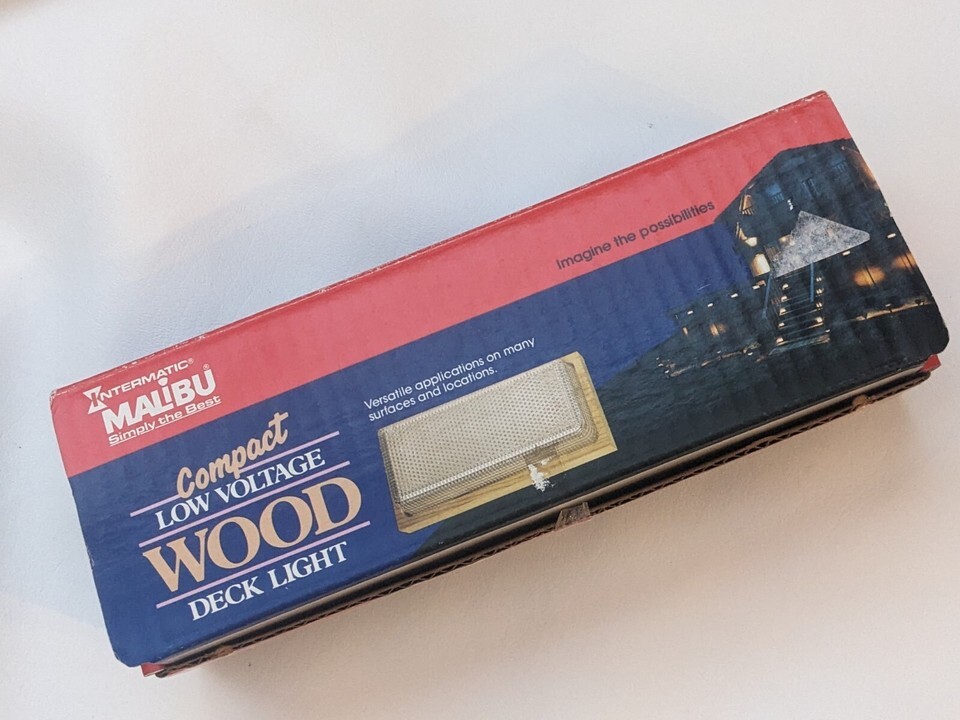 INTERMATIC®
MALIBU®
Simply the Best
Imagine the possibilities
Versatile applications on many
surfaces and locations.
Compact
LOW VOLTAGE
WOOD
DECK LIGHT